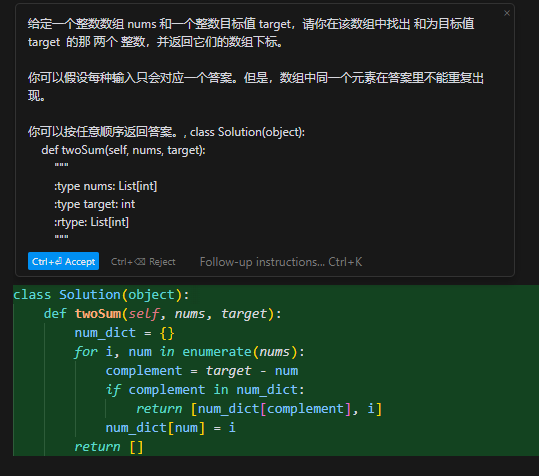 给定一个整数数组 nums 和一个整数目标值 target，请你在该数组中找出 和为目标值
target  的那 两个 整数，并返回它们的数组下标。
你可以假设每种输入只会对应一个答案。但是，数组中同一个元素在答案里不能重复出
现。
你可以按任意顺序返回答案。, class Solution(object):
    def twoSum(self, nums, target):
        """
        :type nums: List[int]
        :type target: int
        :rtype: List[int]
        """
Ctrl+⏎ Accept Ctrl+⌫ Reject Follow-up instructions... Ctrl+K
class Solution(object):
    def twoSum(self, nums, target):
        num_dict = {}
        for i, num in enumerate(nums):
            complement = target - num
            if complement in num_dict:
                return [num_dict[complement], i]
            num_dict[num] = i
        return []